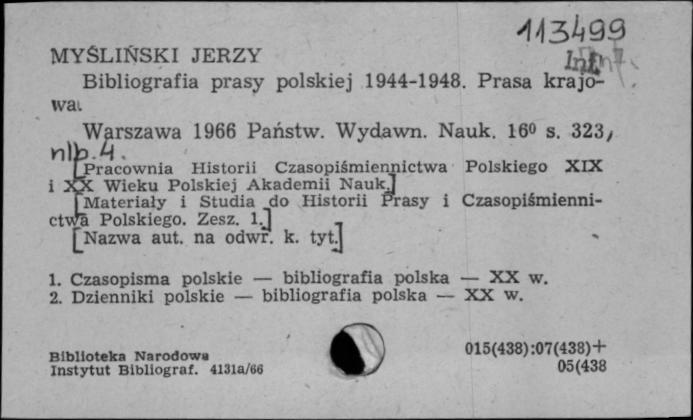 113499
MYŚLIŃSKI JERZY
Inf.
Bibliografia prasy polskiej 1944-1948. Prasa krajo-
wa.
Warszawa 1966 Państw. Wydawn. Nauk. 16⁰ s. 323,
nlb. 4.
[Pracownia Historii Czasopiśmiennictwa Polskiego XIX
i XX Wieku Polskiej Akademii Nauk.]
[Materiały i Studia do Historii Prasy i Czasopiśmienni-
ctwa Polskiego. Zesz. 1.]
[Nazwa aut. na odwr. k. tyt.]
1. Czasopisma polskie — bibliografia polska — XX w.
2. Dzienniki polskie — bibliografia polska — XX w.
Biblioteka Narodowa
Instytut Bibliograf. 4131a/66
015(438):07(438)+
05(438